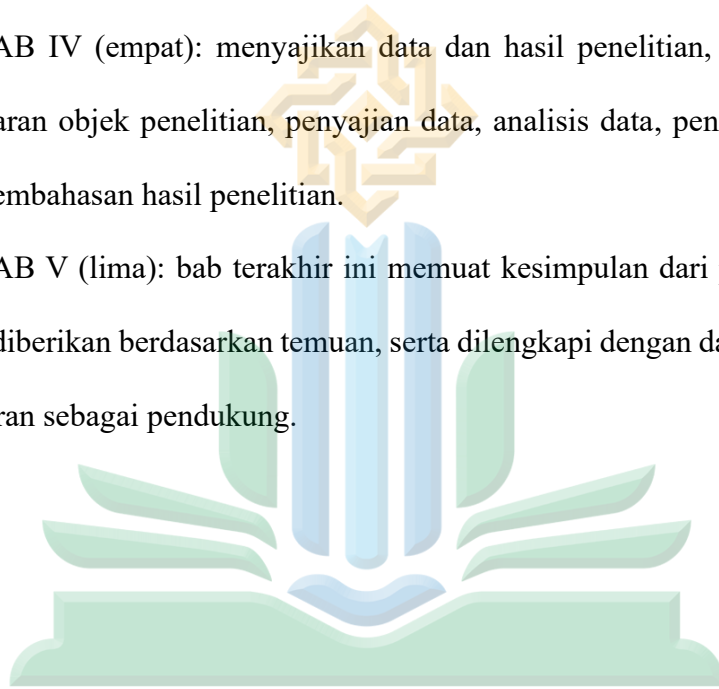 AB IV (empat): menyajikan data dan hasil penelitian,
aran objek penelitian, penyajian data, analisis data, pen
embahasan hasil penelitian.
AB V (lima): bab terakhir ini memuat kesimpulan dari
diberikan berdasarkan temuan, serta dilengkapi dengan da
ran sebagai pendukung.